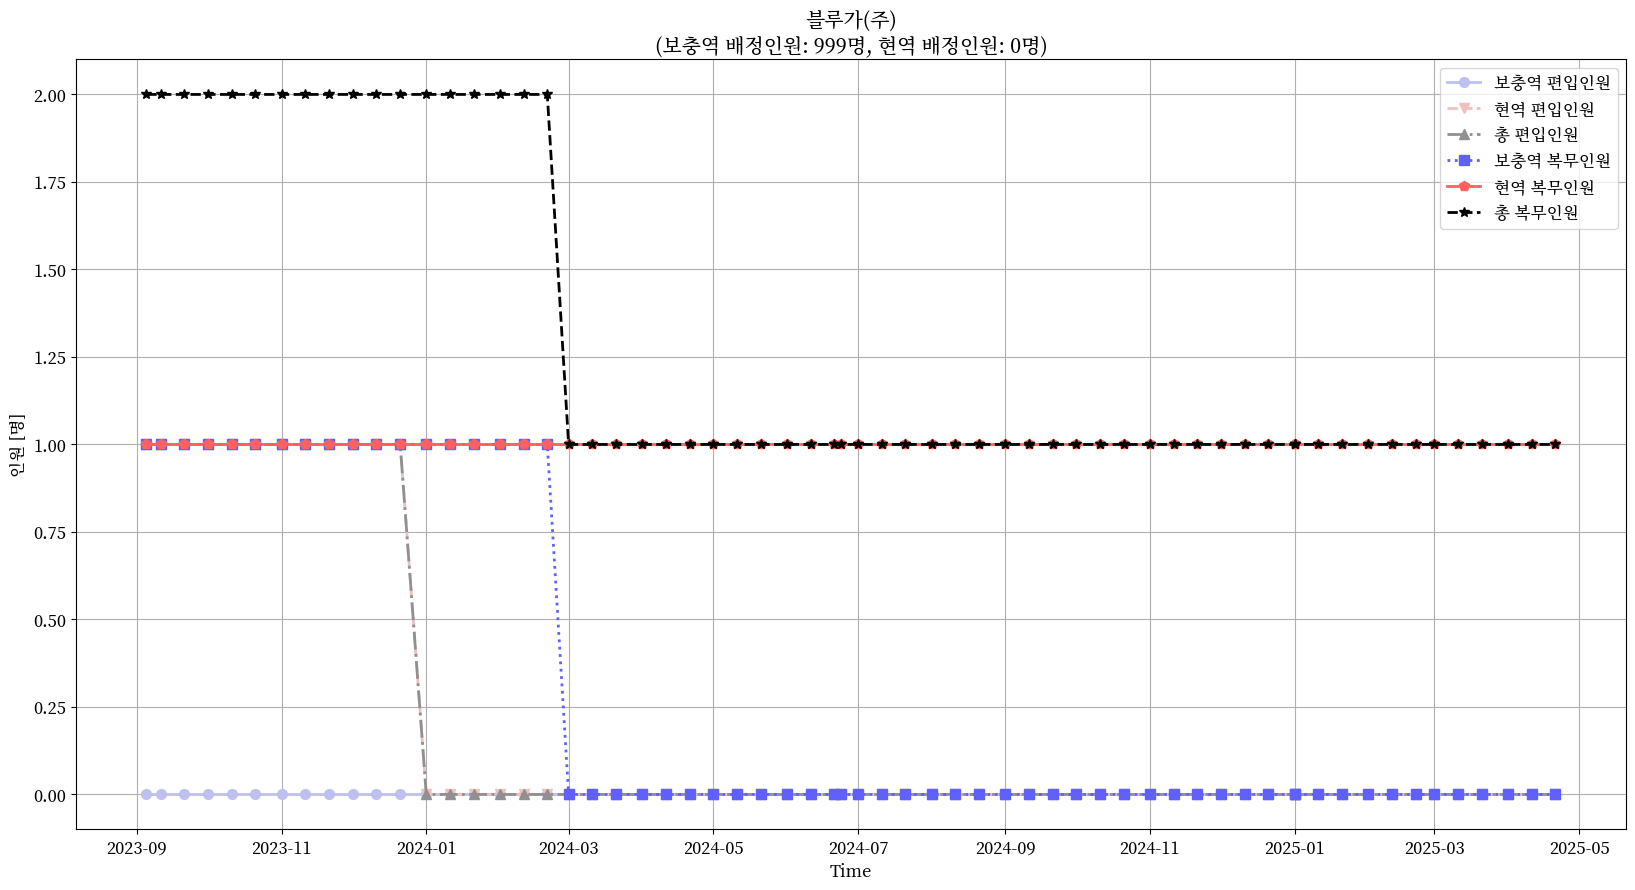 블루가(주)
(보충역 배정인원: 999명, 현역 배정인원: 0명)
보충역 편입인원
현역 편입인원
총 편입인원
보충역 복무인원
현역 복무인원
총 복무인원
인원 [명]
2.00
1.75
1.50
1.25
1.00
0.75
0.50
0.25
0.00
2023-09
2023-11
2024-01
2024-03
2024-05
2024-07
2024-09
2024-11
2025-01
2025-03
2025-05
Time